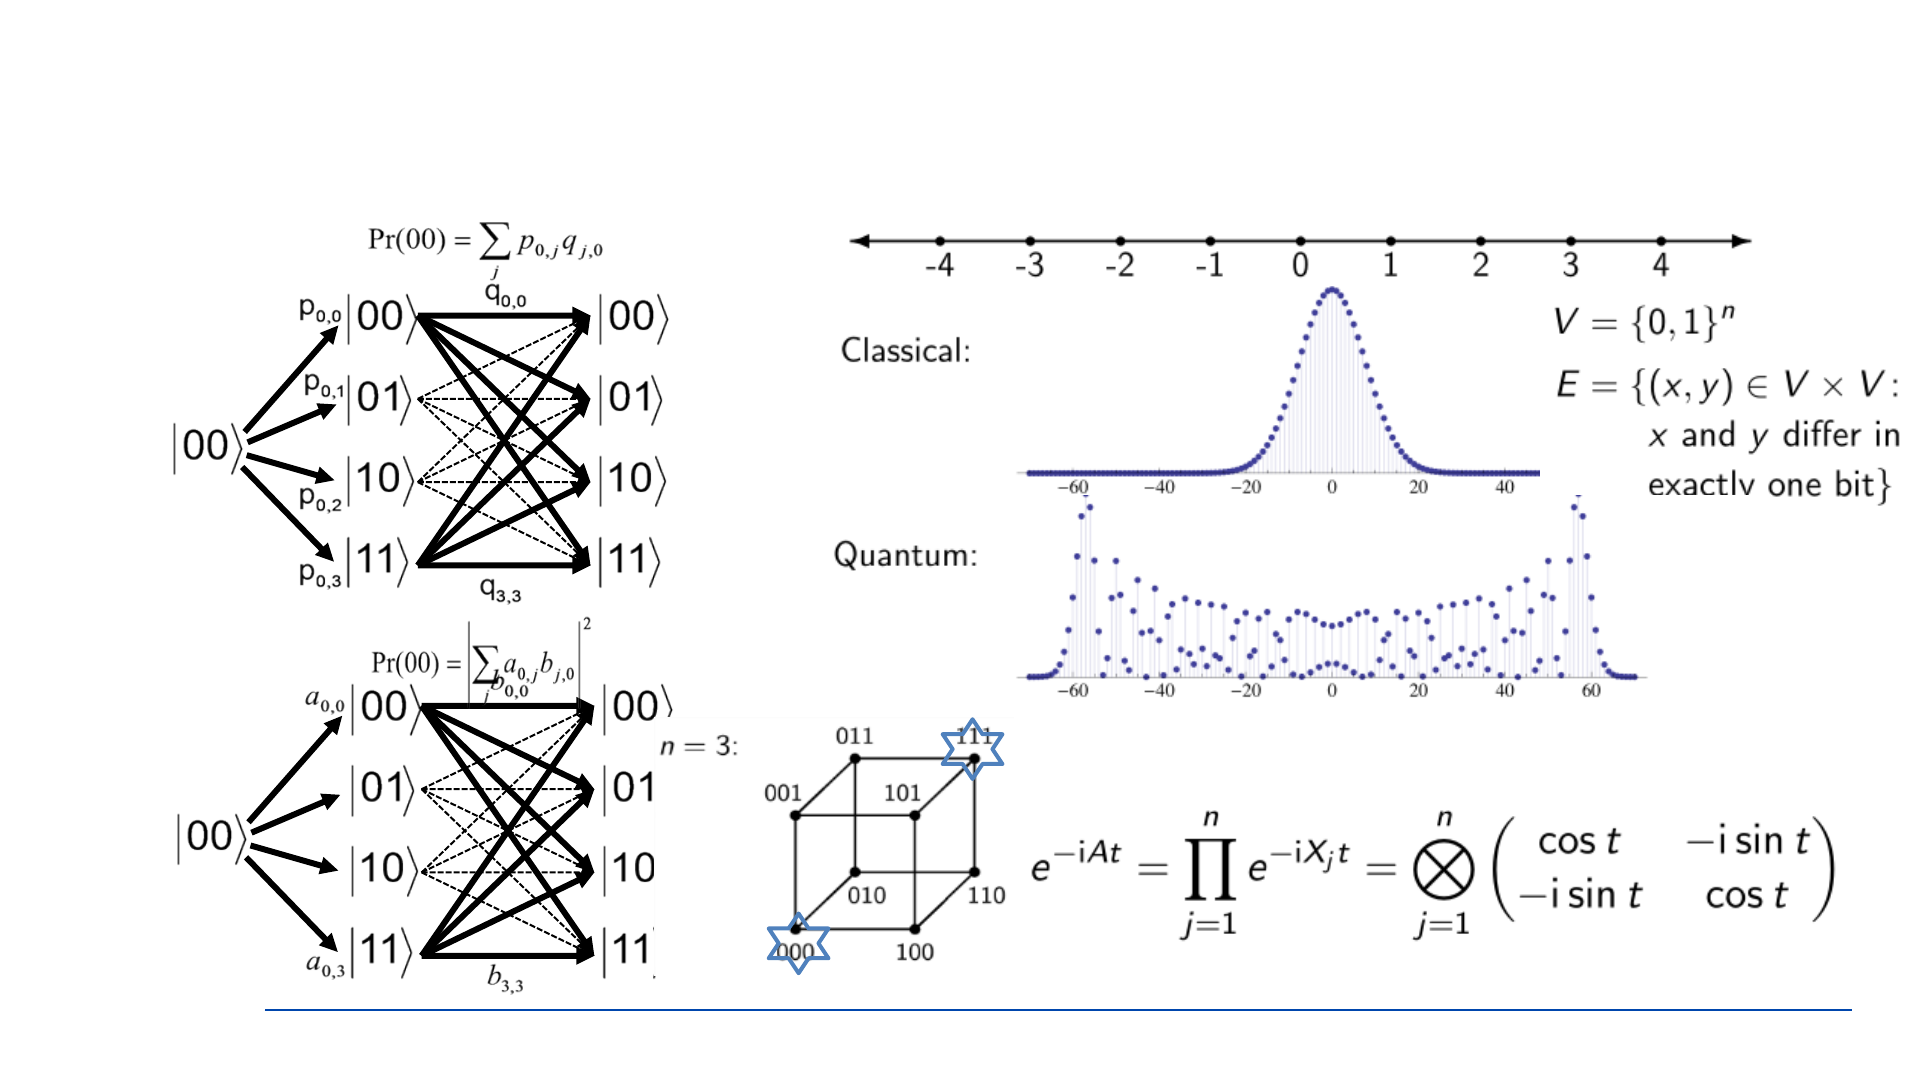 Pr(00) = ∑_j p_{0,j} q_{j,0}
q_{0,0}
p_{0,0} |00⟩ |00⟩
p_{0,1} |01⟩ |01⟩
|00⟩
p_{0,2} |10⟩ |10⟩
p_{0,3} |11⟩ |11⟩
q_{3,3}
Pr(00) = |∑_j a_{0,j} b_{j,0}|^2
b_{0,0}
a_{0,0} |00⟩ |00⟩
|01⟩ |01
|00⟩
|10⟩ |10
a_{0,3} |11⟩ |11
b_{3,3}
-4 -3 -2 -1 0 1 2 3 4
Classical:
−60 −40 −20 0 20 40
V = {0, 1}^n
E = {(x, y) ∈ V × V :
x and y differ in
exactly one bit}
Quantum:
−60 −40 −20 0 20 40 60
n = 3:
011 111
001 101
010 110
000 100
e^{−iAt} = ∏_{j=1}^{n} e^{−iX_j t} = ⨂_{j=1}^{n} ( cos t −i sin t
−i sin t cos t )